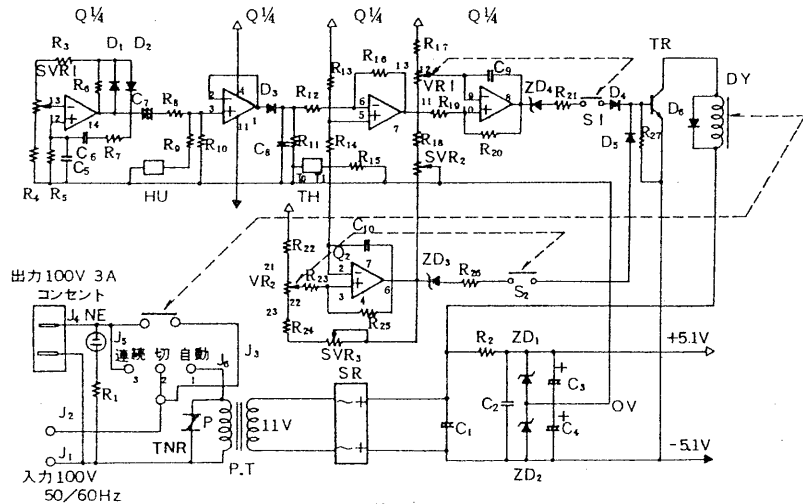 Q¼ Q¼ Q¼ Q¼
R3 D1 D2
SVR1
R6
13
12
14
C7
R8
C6
R7
C5
R4 R5
HU
R9
R10
2
3
4
1
11
D3
R12
C8
R11
TH
R13
R14
R15
R16
6
5
7
13
R17
12
VR1
11
R19
R18
SVR2
C9
9
10
8
R20
ZD4
R21
S1
D4
D5
R27
TR
D6
DY
R22
21
VR2
22
R23
23
R24
C10
Q2
2
3
7
4
6
R25
SVR3
ZD3
R26
S2
出力100V 3A
コンセント
J4 NE
J5
連続 切 自動
3 2 1
J6
J3
R1
J2
J1
入力100V
50/60Hz
TNR
P
P.T
11V
SR
~ +
~ +
C1
R2
C2
ZD1
ZD2
C3
C4
+
+
+5.1V
0V
-5.1V